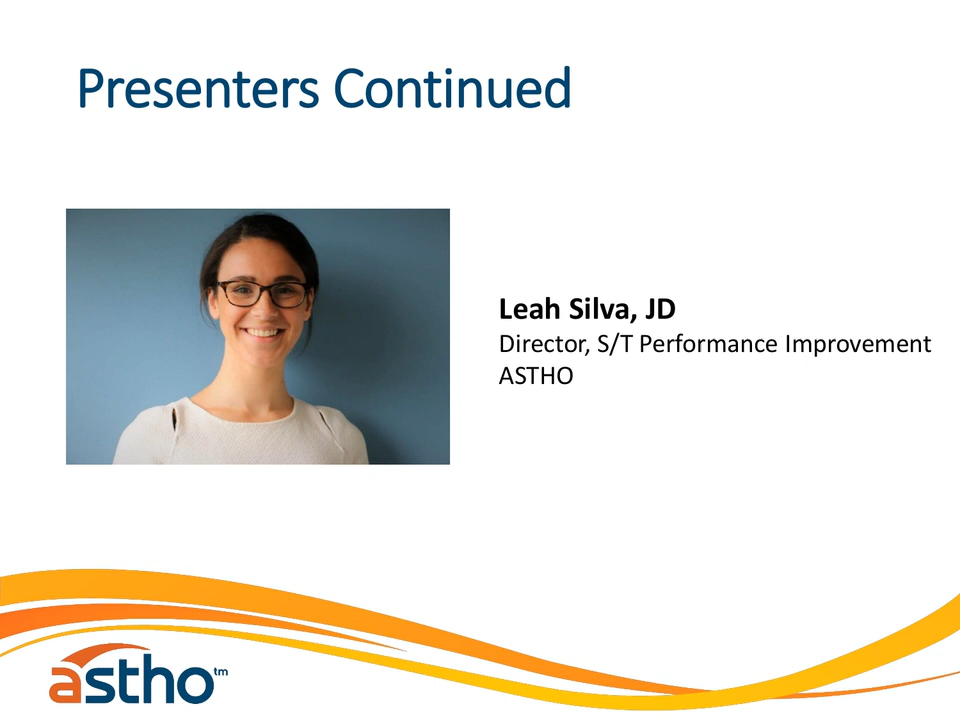 Presenters Continued
Leah Silva, JD
Director, S/T Performance Improvement
ASTHO
astho™